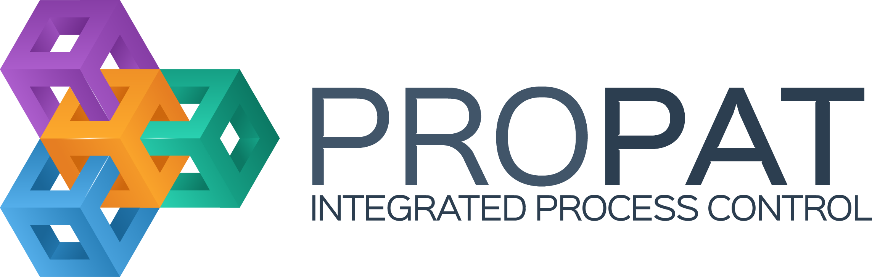 PROPAT
INTEGRATED PROCESS CONTROL